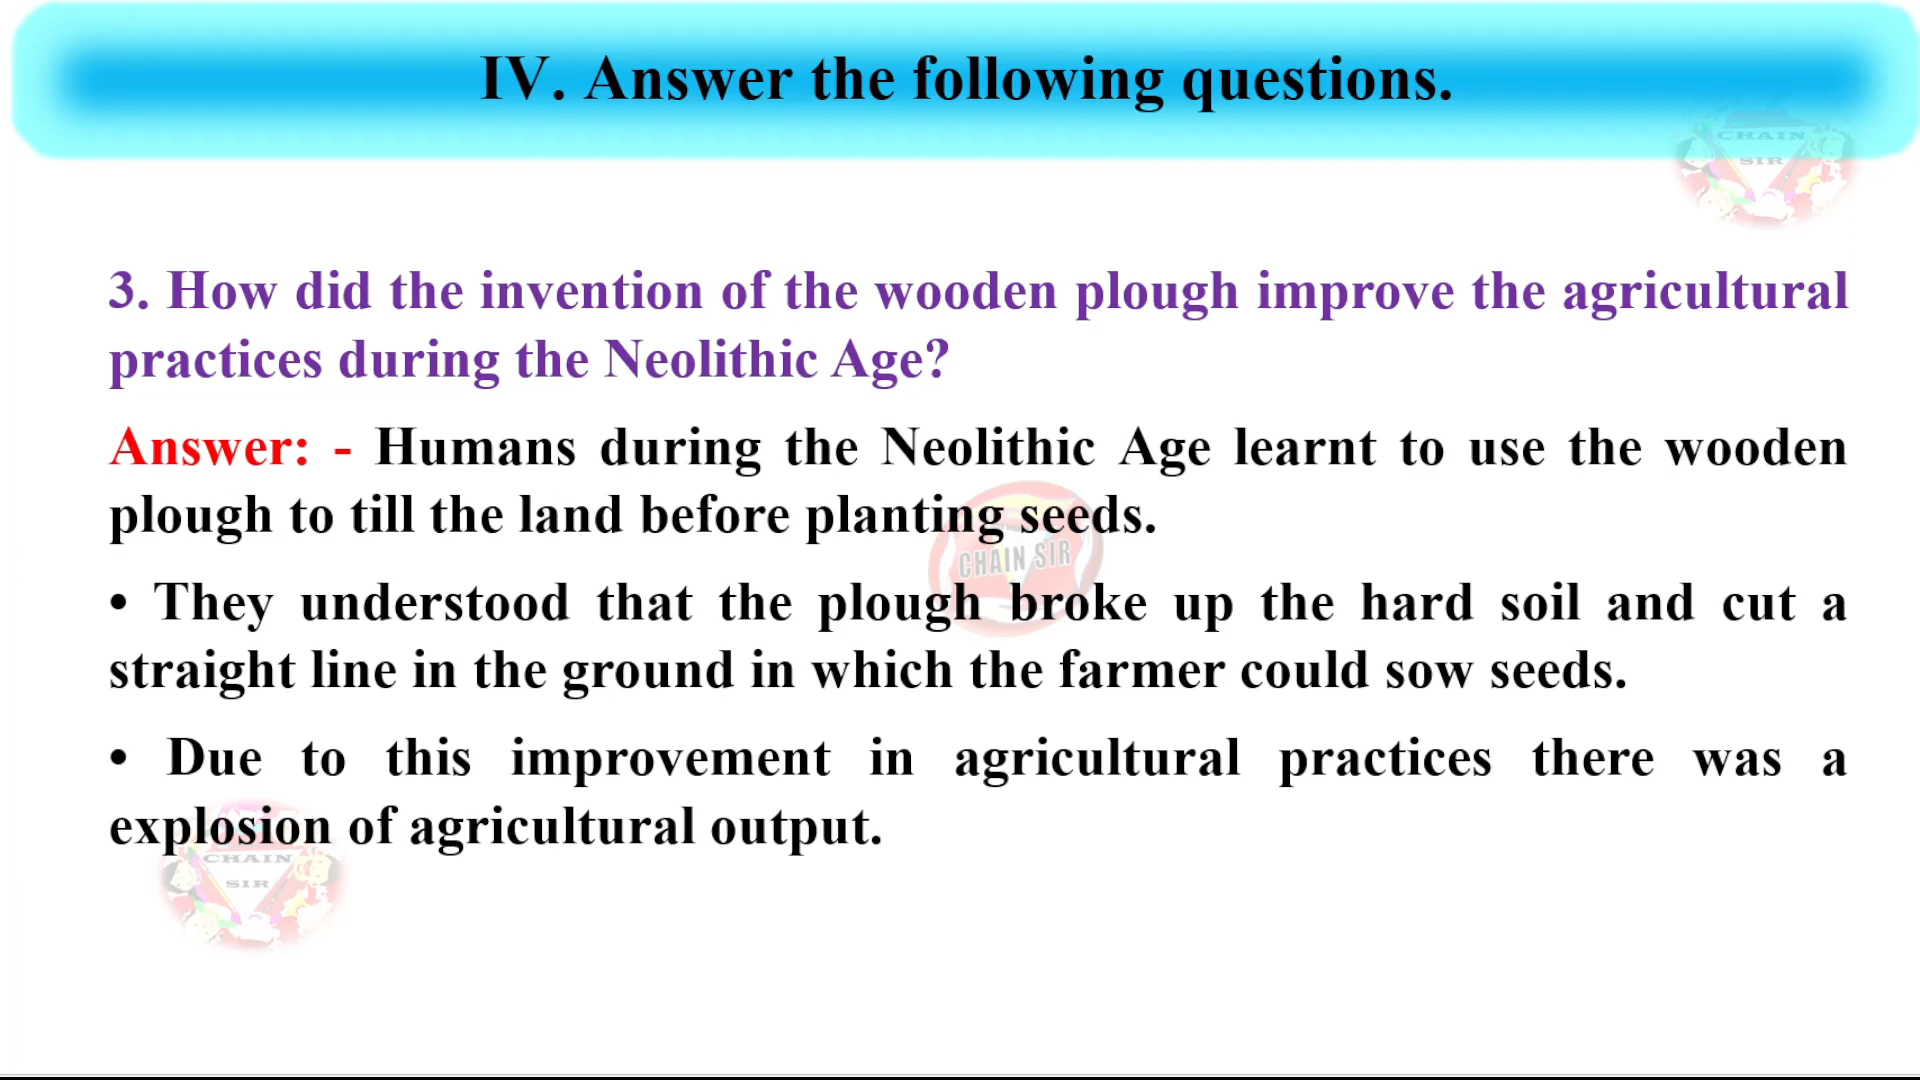 IV. Answer the following questions.
CHAIN
SIR
3. How did the invention of the wooden plough improve the agricultural
practices during the Neolithic Age?
Answer: - Humans during the Neolithic Age learnt to use the wooden
plough to till the land before planting seeds.
CHAIN SIR
• They understood that the plough broke up the hard soil and cut a
straight line in the ground in which the farmer could sow seeds.
• Due to this improvement in agricultural practices there was a
explosion of agricultural output.
CHAIN
SIR